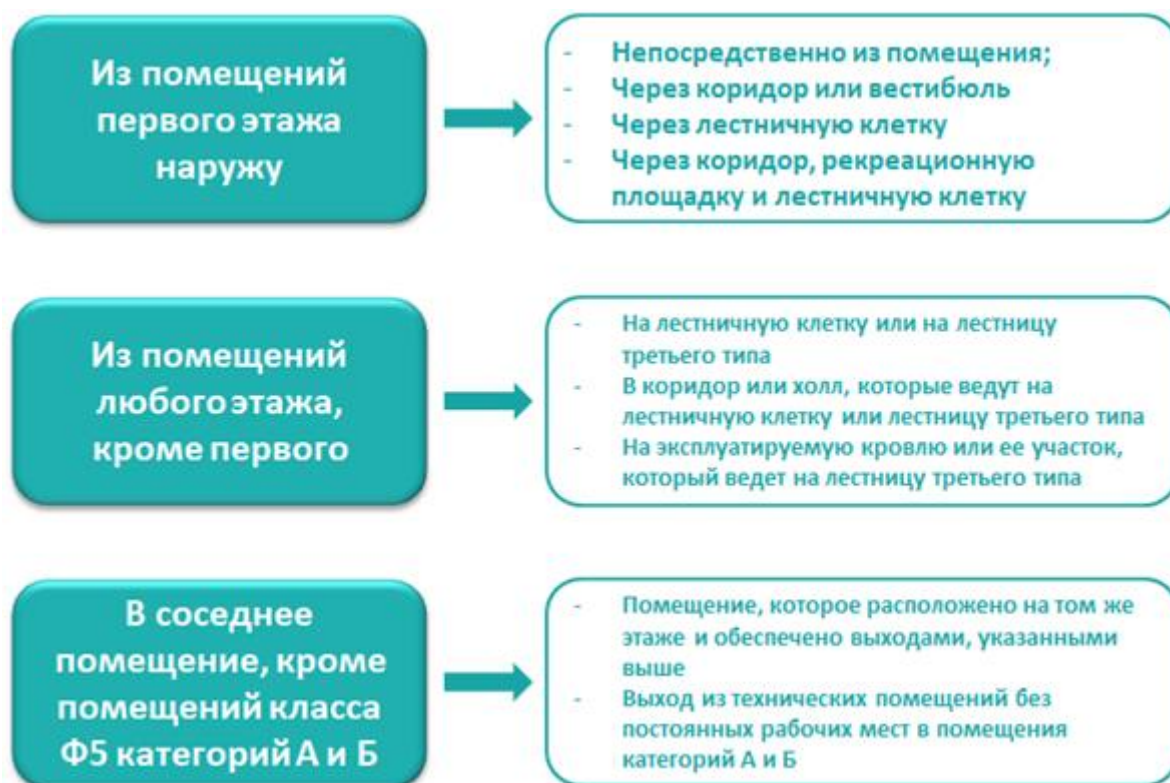 Из помещений
первого этажа
наружу
- Непосредственно из помещения;
- Через коридор или вестибюль
- Через лестничную клетку
- Через коридор, рекреационную
площадку и лестничную клетку
Из помещений
любого этажа,
кроме первого
- На лестничную клетку или на лестницу
третьего типа
- В коридор или холл, которые ведут на
лестничную клетку или лестницу третьего типа
- На эксплуатируемую кровлю или ее участок,
который ведет на лестницу третьего типа
В соседнее
помещение, кроме
помещений класса
Ф5 категорий А и Б
- Помещение, которое расположено на том же
этаже и обеспечено выходами, указанными
выше
- Выход из технических помещений без
постоянных рабочих мест в помещения
категорий А и Б